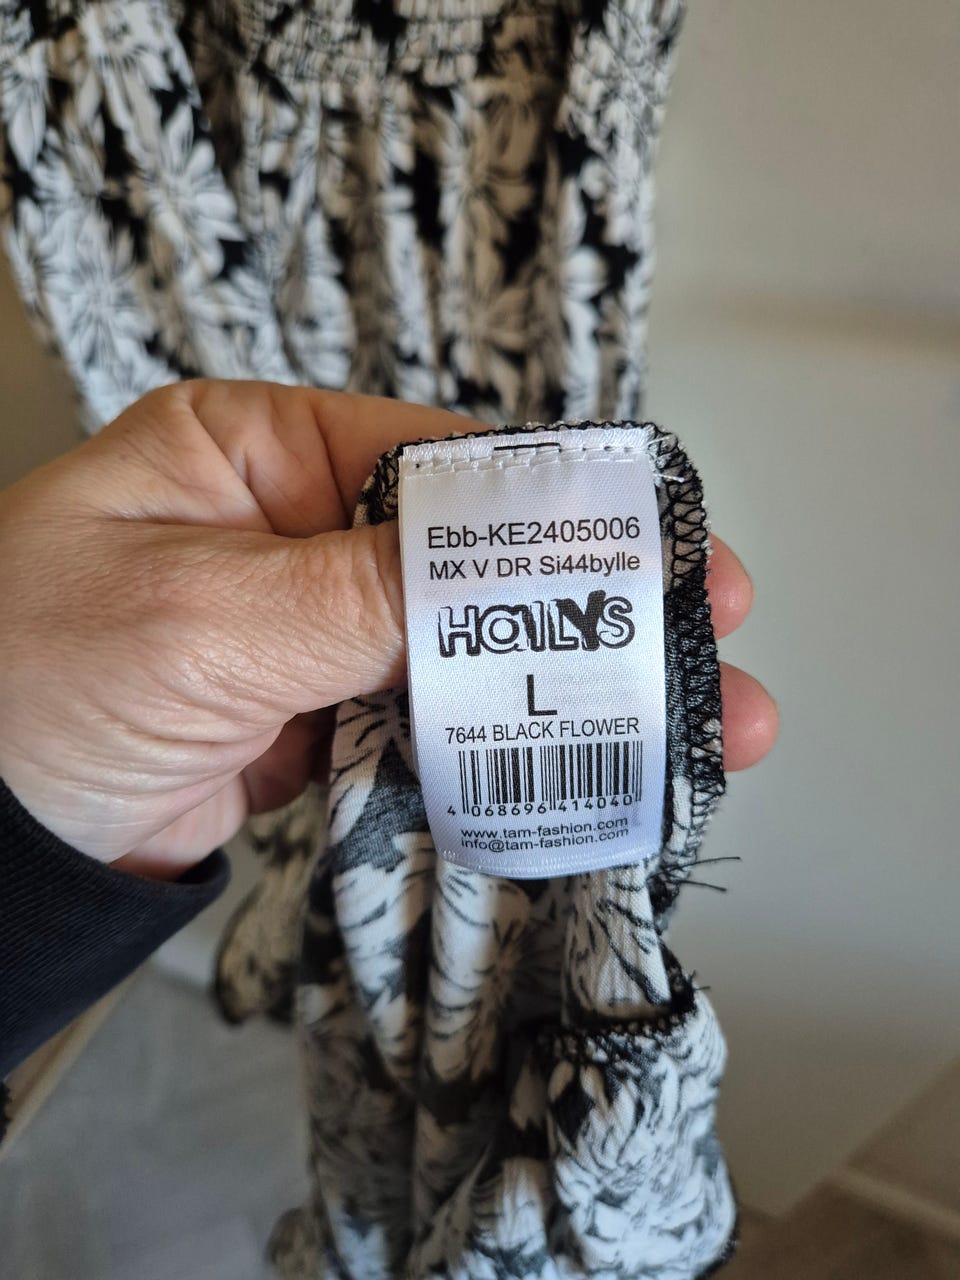 Ebb-KE2405006
MX V DR Si44bylle
HaILYS
L
7644 BLACK FLOWER
4 068696 414040
www.tam-fashion.com
info@tam-fashion.com